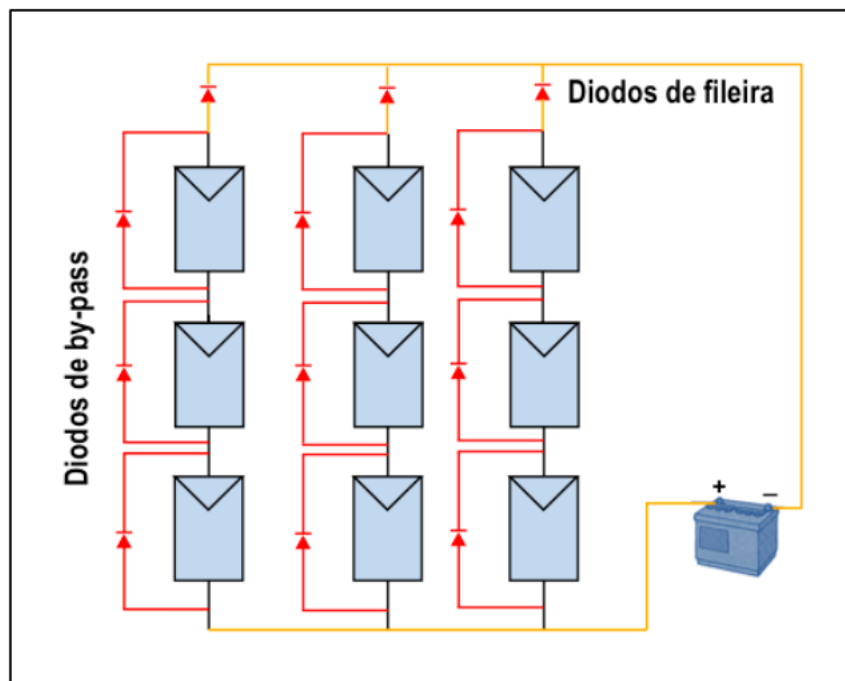 Diodos de fileira
Diodos de by-pass
+ –